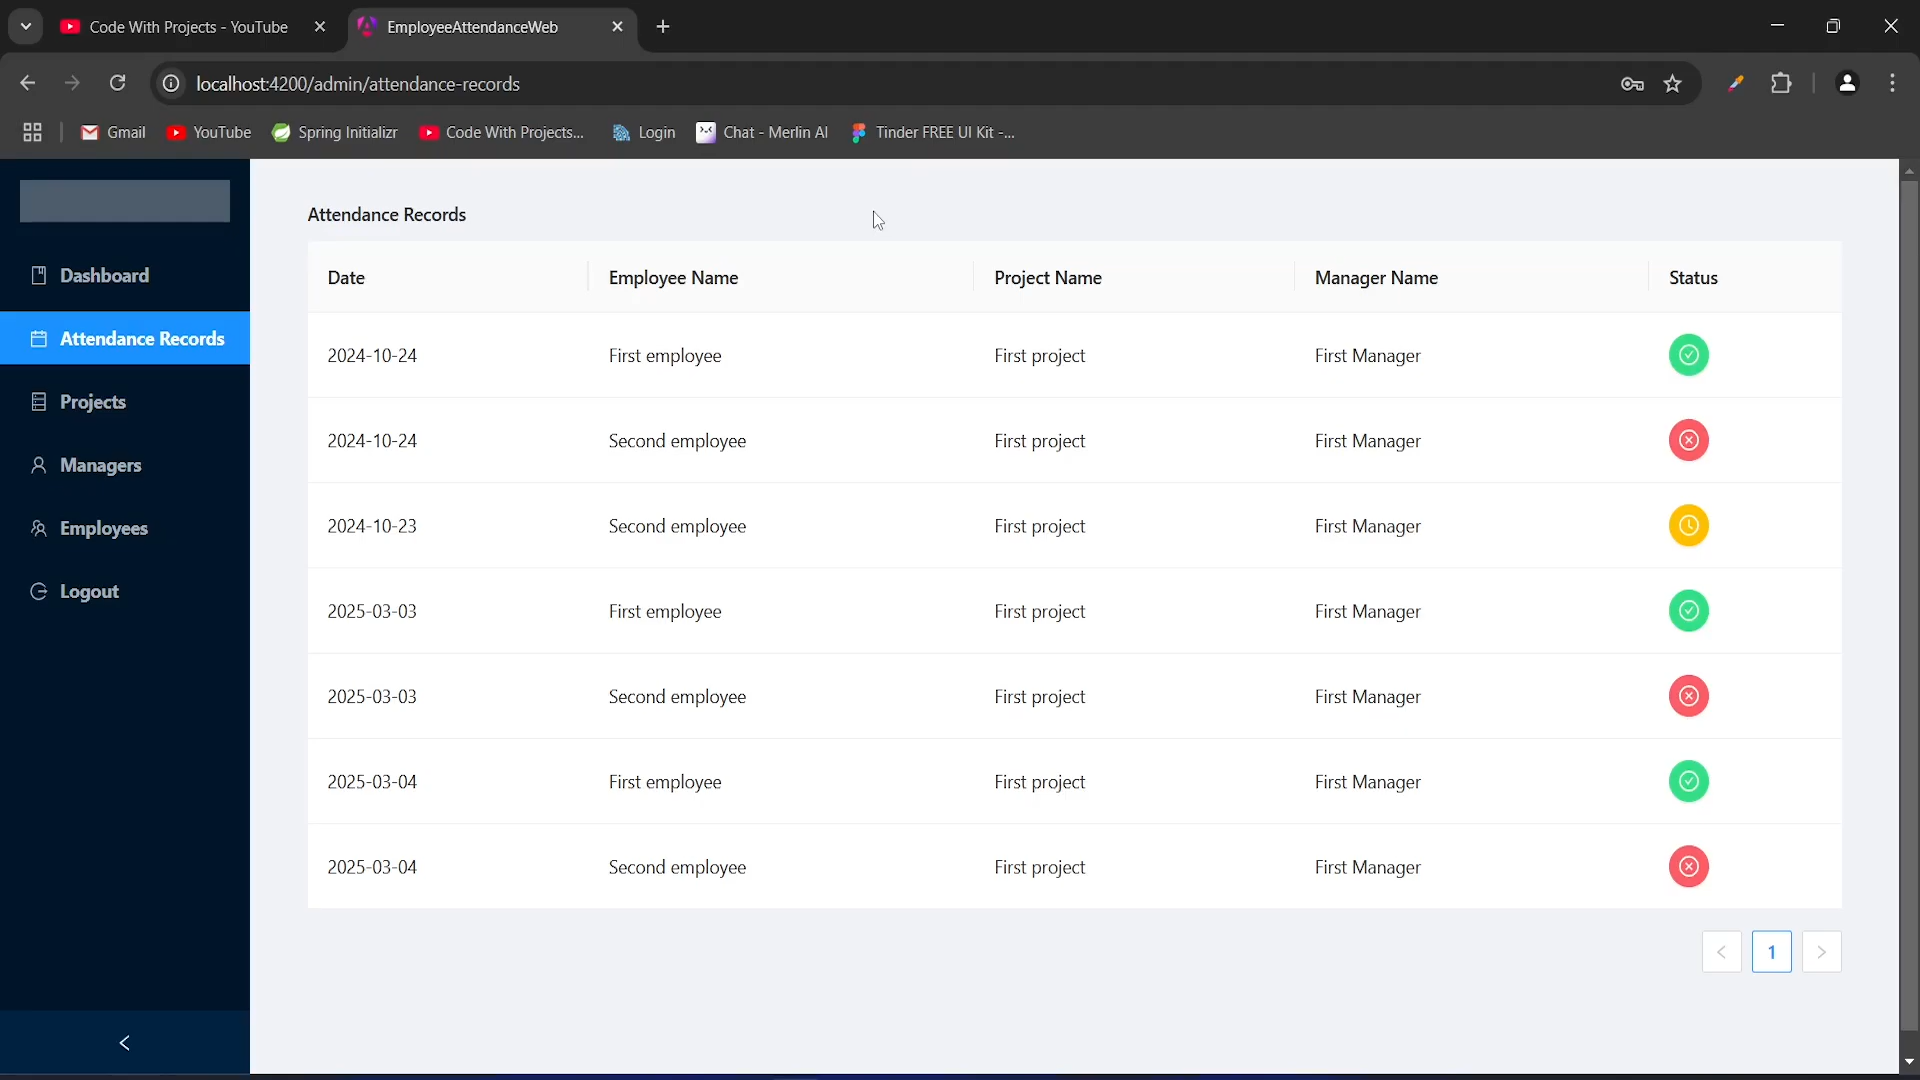 Code With Projects - YouTube
EmployeeAttendanceWeb
localhost:4200/admin/attendance-records
Gmail
YouTube
Spring Initializr
Code With Projects...
Login
Chat - Merlin AI
Tinder FREE UI Kit -...
Dashboard
Attendance Records
Projects
Managers
Employees
Logout
Attendance Records
Date Employee Name Project Name Manager Name Status
2024-10-24 First employee First project First Manager
2024-10-24 Second employee First project First Manager
2024-10-23 Second employee First project First Manager
2025-03-03 First employee First project First Manager
2025-03-03 Second employee First project First Manager
2025-03-04 First employee First project First Manager
2025-03-04 Second employee First project First Manager
1